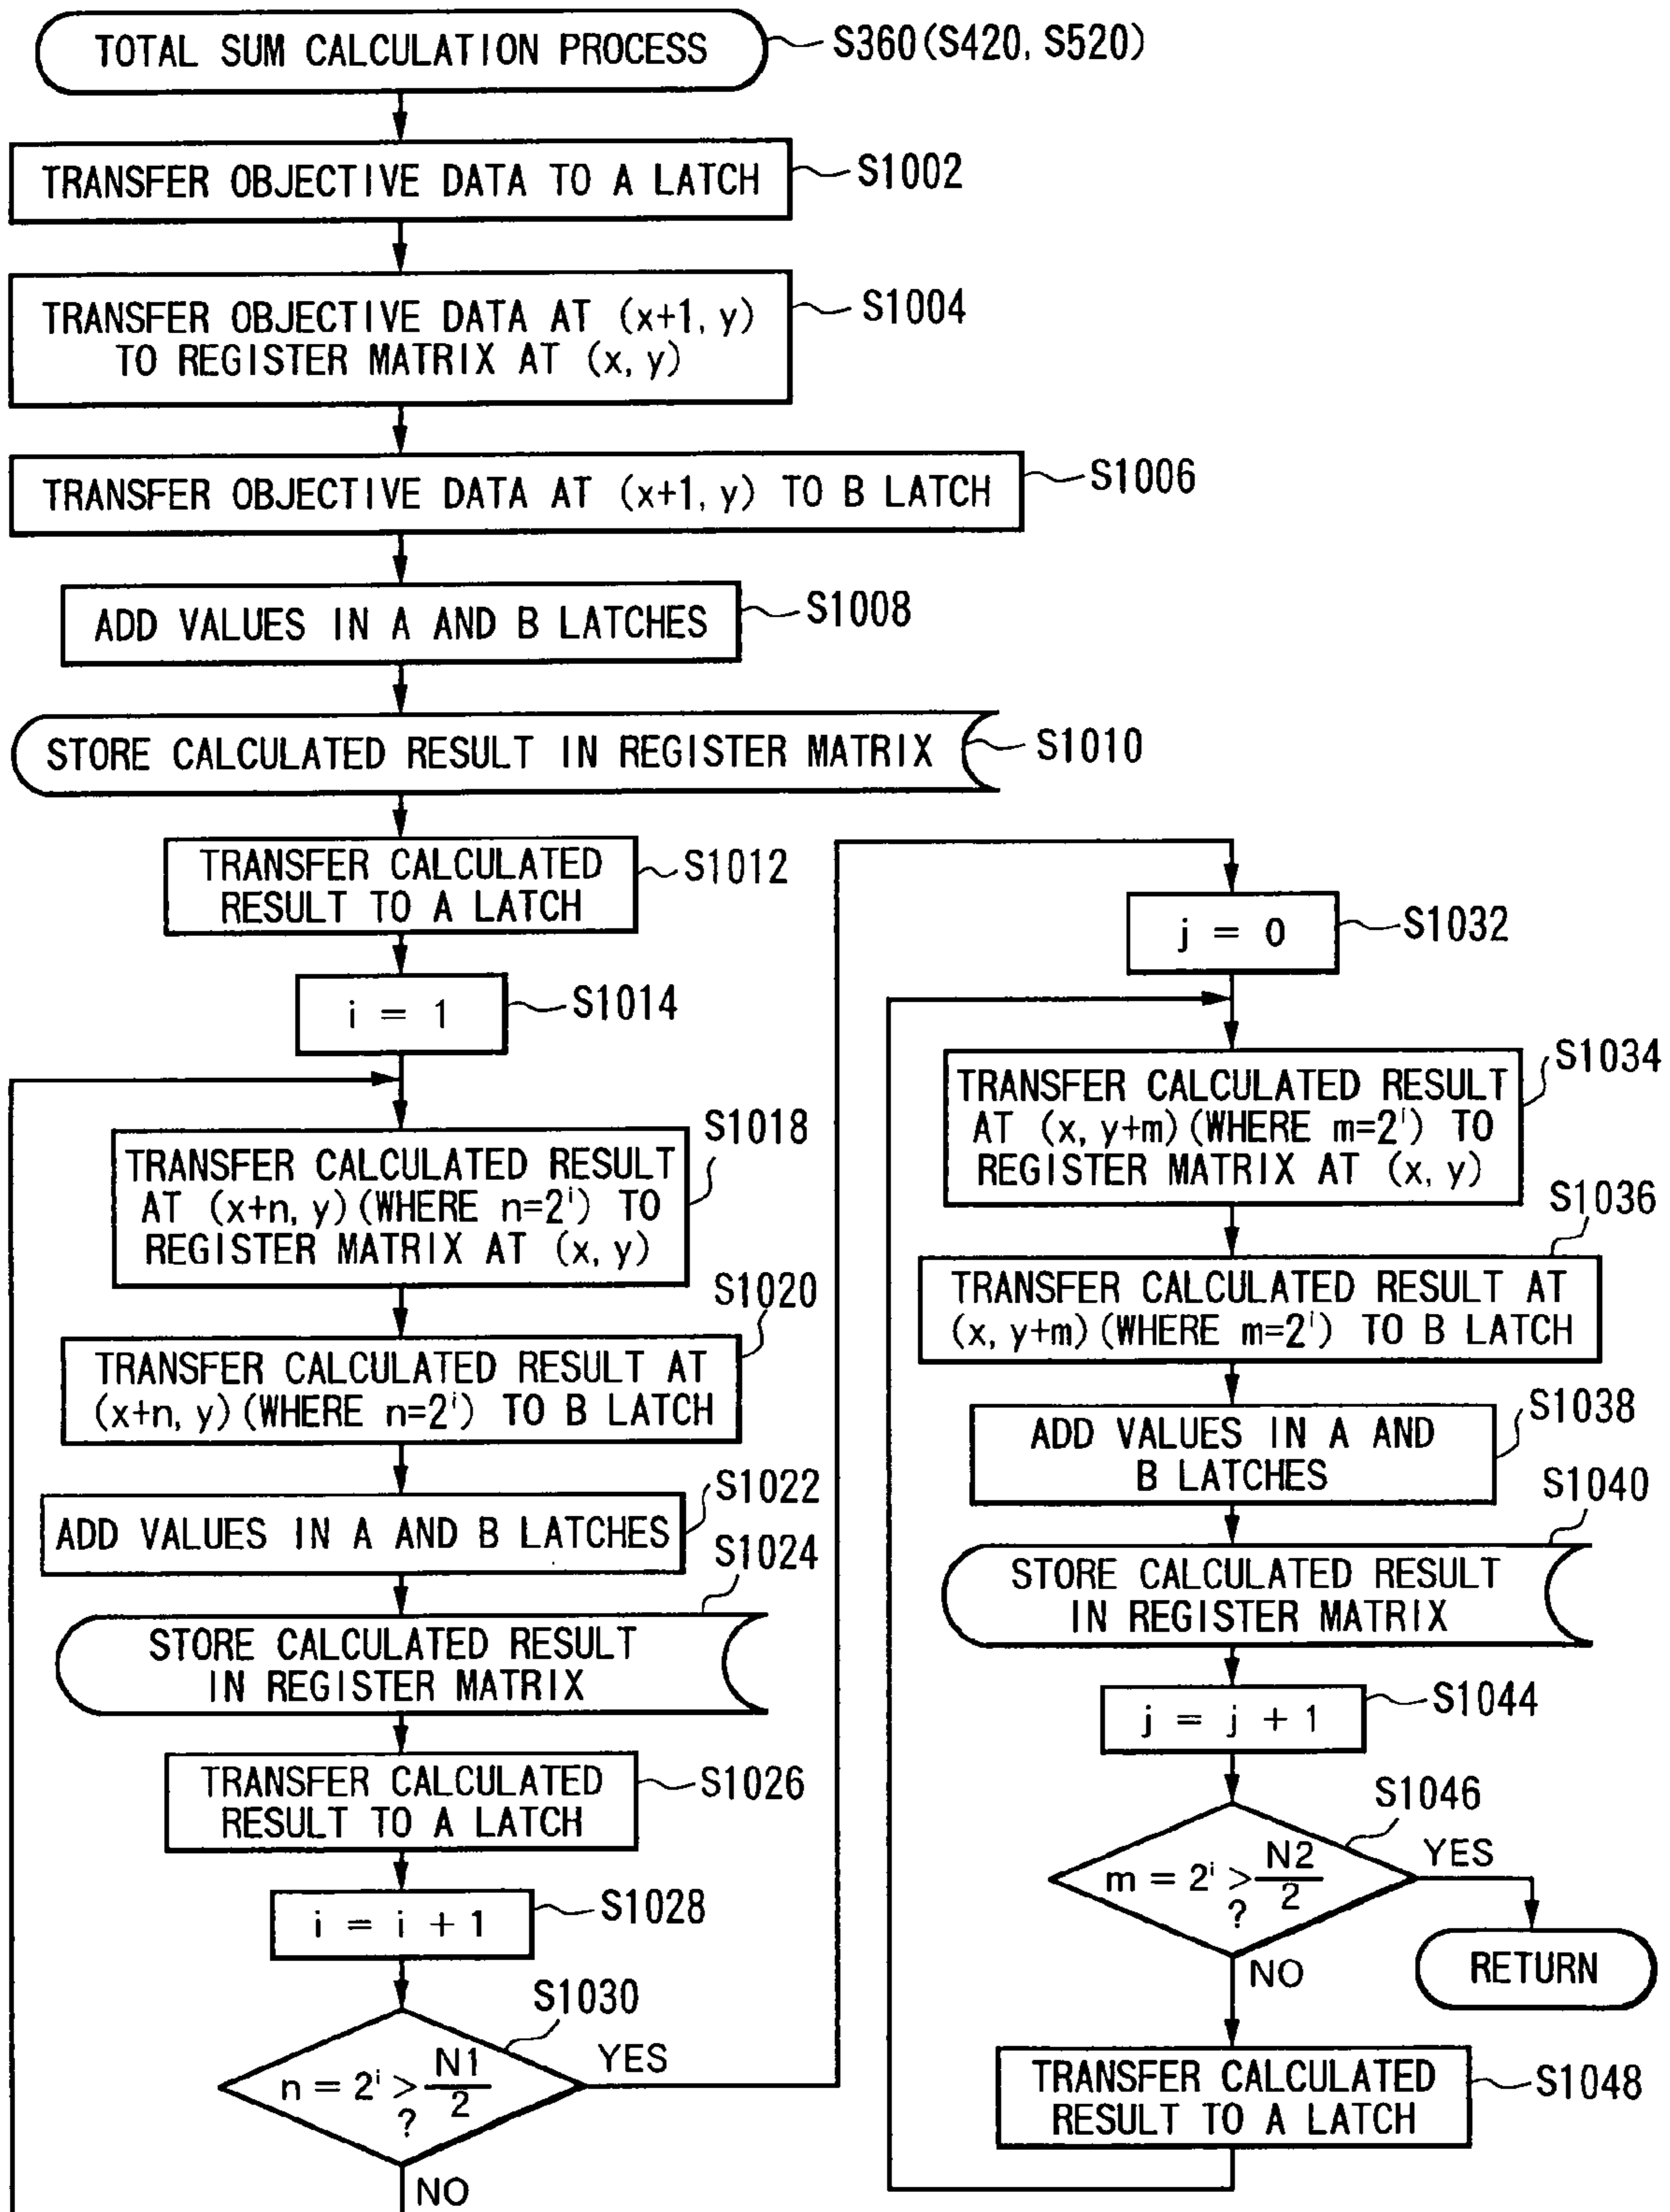 TOTAL SUM CALCULATION PROCESS
S360(S420, S520)
TRANSFER OBJECTIVE DATA TO A LATCH
S1002
TRANSFER OBJECTIVE DATA AT (x+1, y)
TO REGISTER MATRIX AT (x, y)
S1004
TRANSFER OBJECTIVE DATA AT (x+1, y) TO B LATCH
S1006
ADD VALUES IN A AND B LATCHES
S1008
STORE CALCULATED RESULT IN REGISTER MATRIX
S1010
TRANSFER CALCULATED
RESULT TO A LATCH
S1012
i = 1
S1014
S1018
TRANSFER CALCULATED RESULT
AT (x+n, y)(WHERE n=2^i) TO
REGISTER MATRIX AT (x, y)
S1020
TRANSFER CALCULATED RESULT AT
(x+n, y)(WHERE n=2^i) TO B LATCH
S1022
ADD VALUES IN A AND B LATCHES
S1024
STORE CALCULATED RESULT
IN REGISTER MATRIX
TRANSFER CALCULATED
RESULT TO A LATCH
S1026
i = i + 1
S1028
S1030
n = 2^i > N1/2
?
YES
NO
j = 0
S1032
S1034
TRANSFER CALCULATED RESULT
AT (x, y+m)(WHERE m=2^i) TO
REGISTER MATRIX AT (x, y)
S1036
TRANSFER CALCULATED RESULT AT
(x, y+m)(WHERE m=2^i) TO B LATCH
S1038
ADD VALUES IN A AND
B LATCHES
S1040
STORE CALCULATED RESULT
IN REGISTER MATRIX
j = j + 1
S1044
S1046
m = 2^i > N2/2
?
YES
RETURN
NO
TRANSFER CALCULATED
RESULT TO A LATCH
S1048